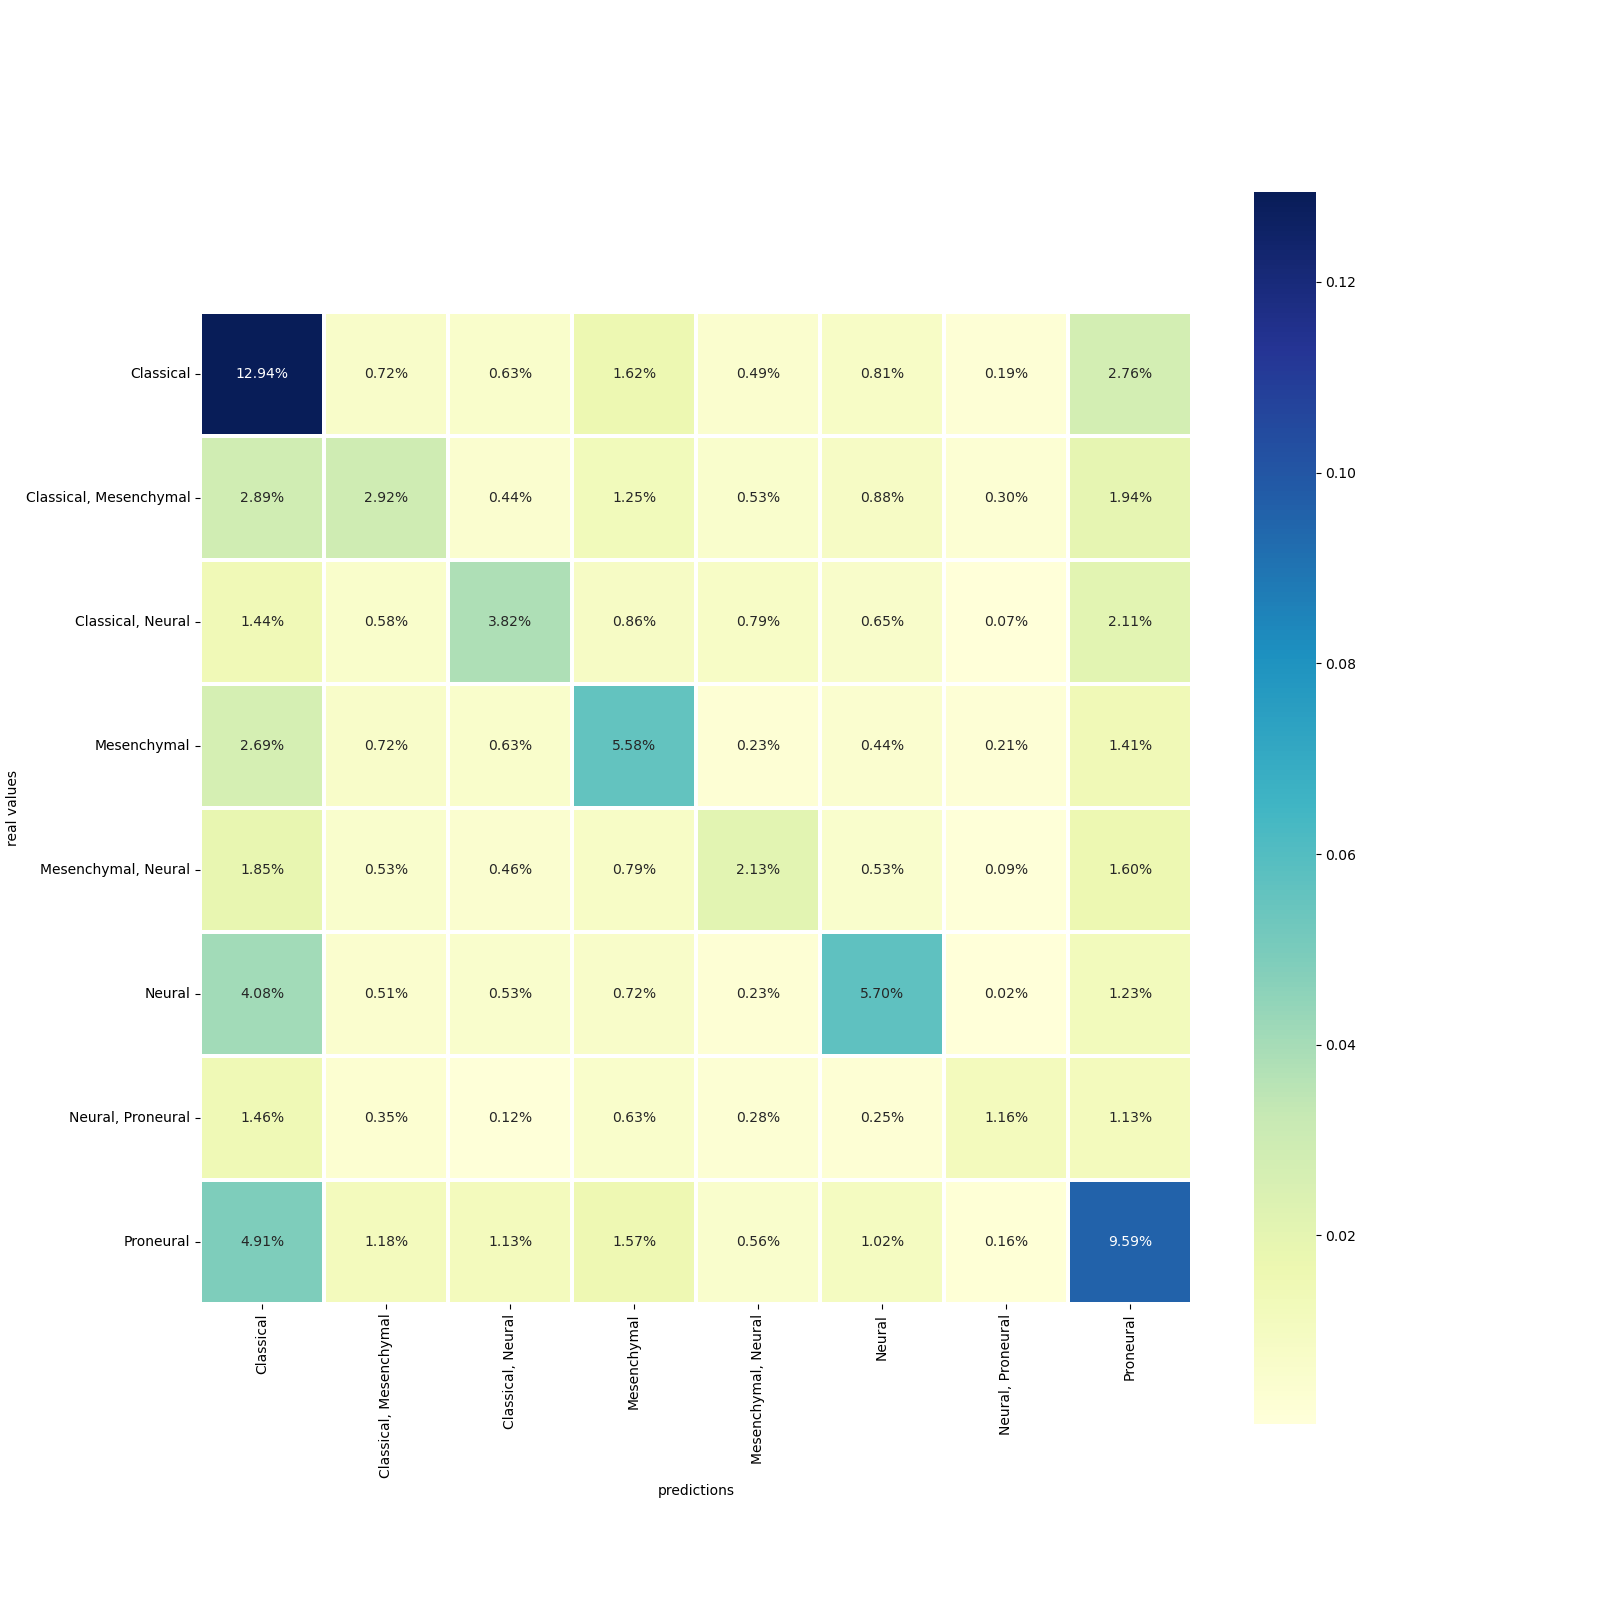 Classical 12.94% 0.72% 0.63% 1.62% 0.49% 0.81% 0.19% 2.76%
Classical, Mesenchymal 2.89% 2.92% 0.44% 1.25% 0.53% 0.88% 0.30% 1.94%
Classical, Neural 1.44% 0.58% 3.82% 0.86% 0.79% 0.65% 0.07% 2.11%
Mesenchymal 2.69% 0.72% 0.63% 5.58% 0.23% 0.44% 0.21% 1.41%
Mesenchymal, Neural 1.85% 0.53% 0.46% 0.79% 2.13% 0.53% 0.09% 1.60%
Neural 4.08% 0.51% 0.53% 0.72% 0.23% 5.70% 0.02% 1.23%
Neural, Proneural 1.46% 0.35% 0.12% 0.63% 0.28% 0.25% 1.16% 1.13%
Proneural 4.91% 1.18% 1.13% 1.57% 0.56% 1.02% 0.16% 9.59%
real values
Classical
Classical, Mesenchymal
Classical, Neural
Mesenchymal
Mesenchymal, Neural
Neural
Neural, Proneural
Proneural
predictions
0.12
0.10
0.08
0.06
0.04
0.02